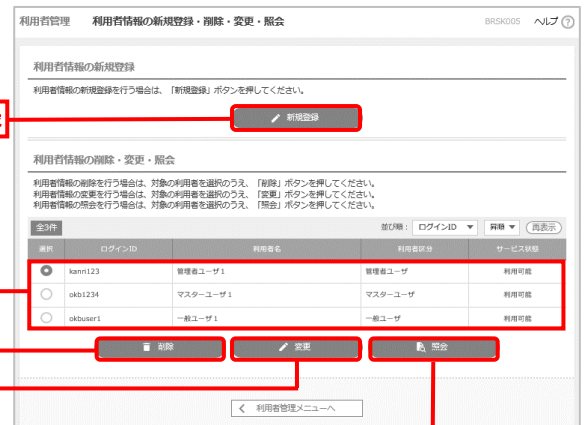 利用者管理 利用者情報の新規登録・削除・変更・照会 BRSK005 ヘルプ ?
利用者情報の新規登録
利用者情報の新規登録を行う場合は、「新規登録」ボタンを押してください。
新規登録
利用者情報の削除・変更・照会
利用者情報の削除を行う場合は、対象の利用者を選択のうえ、「削除」ボタンを押してください。
利用者情報の変更を行う場合は、対象の利用者を選択のうえ、「変更」ボタンを押してください。
利用者情報の照会を行う場合は、対象の利用者を選択のうえ、「照会」ボタンを押してください。
全3件 並び順： ログインID ▼ 昇順 ▼ 再表示
選択 ログインID 利用者名 利用者区分 サービス状態
kanri123 管理者ユーザ1 管理者ユーザ 利用可能
okb1234 マスターユーザ1 マスターユーザ 利用可能
okbuser1 一般ユーザ1 一般ユーザ 利用可能
削除 変更 照会
利用者管理メニューへ